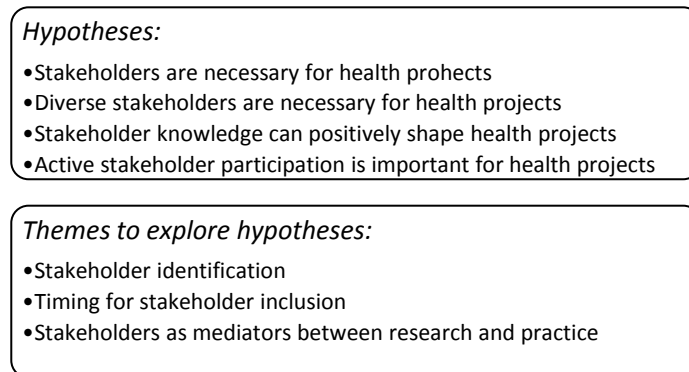 Hypotheses:
•Stakeholders are necessary for health prohects
•Diverse stakeholders are necessary for health projects
•Stakeholder knowledge can positively shape health projects
•Active stakeholder participation is important for health projects
Themes to explore hypotheses:
•Stakeholder identification
•Timing for stakeholder inclusion
•Stakeholders as mediators between research and practice